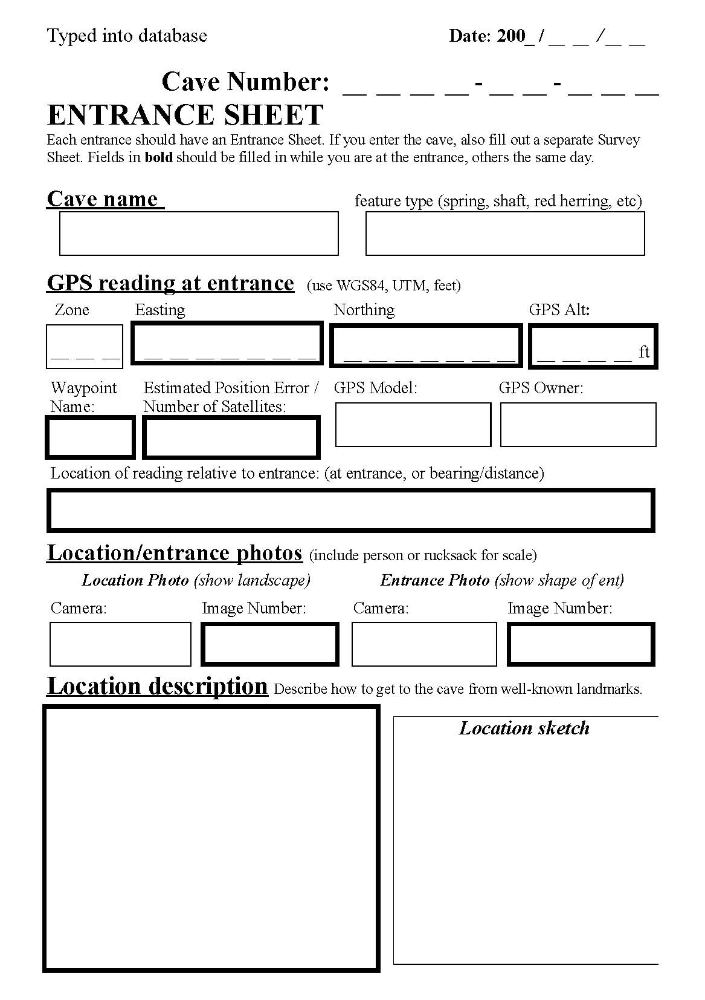 Typed into database Date: 200_ / __ __ /__ __
Cave Number: __ __ __ __ - __ __ - __ __ __
ENTRANCE SHEET
Each entrance should have an Entrance Sheet. If you enter the cave, also fill out a separate Survey
Sheet. Fields in bold should be filled in while you are at the entrance, others the same day.
Cave name feature type (spring, shaft, red herring, etc)
GPS reading at entrance (use WGS84, UTM, feet)
Zone Easting Northing GPS Alt:
__ __ __ __ __ __ __ __ __ __ __ __ __ __ __ __ __ __ __ __ __ ft
Waypoint Estimated Position Error / GPS Model: GPS Owner:
Name: Number of Satellites:
Location of reading relative to entrance: (at entrance, or bearing/distance)
Location/entrance photos (include person or rucksack for scale)
Location Photo (show landscape) Entrance Photo (show shape of ent)
Camera: Image Number: Camera: Image Number:
Location description Describe how to get to the cave from well-known landmarks.
Location sketch